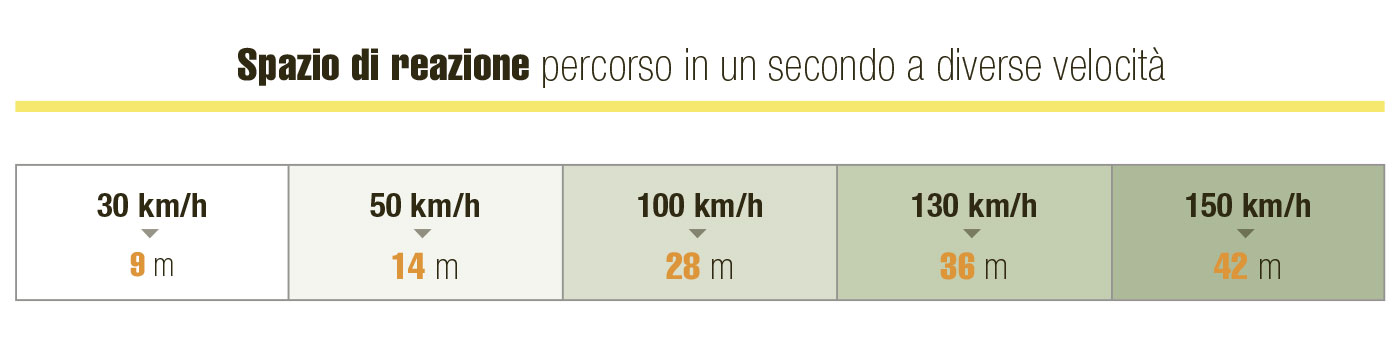 Spazio di reazione percorso in un secondo a diverse velocità
30 km/h 50 km/h 100 km/h 130 km/h 150 km/h
9 m 14 m 28 m 36 m 42 m